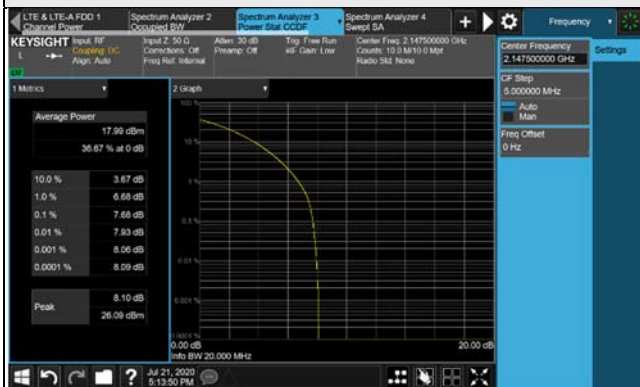 LTE & LTE-A FDD 1
Channel Power
Spectrum Analyzer 2
Occupied BW
Spectrum Analyzer 3
Power Stat CCDF
Spectrum Analyzer 4
Swept SA
Frequency
KEYSIGHT
L
Input: RF
Coupling: DC
Align: Auto
Input Z: 50 Ω
Corrections: Off
Freq Ref: Internal
Atten: 30 dB
Preamp: Off
Trig: Free Run
#IF Gain: Low
Center Freq: 2.147500000 GHz
Counts: 10.0 M/10.0 Mpt
Radio Std: None
Center Frequency
2.147500000 GHz
Settings
CF Step
5.000000 MHz
Auto
Man
Freq Offset
0 Hz
1 Metrics
Average Power
17.99 dBm
36.67 % at 0 dB
10.0 % 3.67 dB
1.0 % 6.68 dB
0.1 % 7.68 dB
0.01 % 7.93 dB
0.001 % 8.06 dB
0.0001 % 8.09 dB
Peak 8.10 dB
26.09 dBm
2 Graph
100 %
10 %
1 %
0.1 %
0.01 %
0.001 %
0.0001 %
0.00 dB
20.00 dB
Info BW 20.000 MHz
Jul 21, 2020
5:13:50 PM